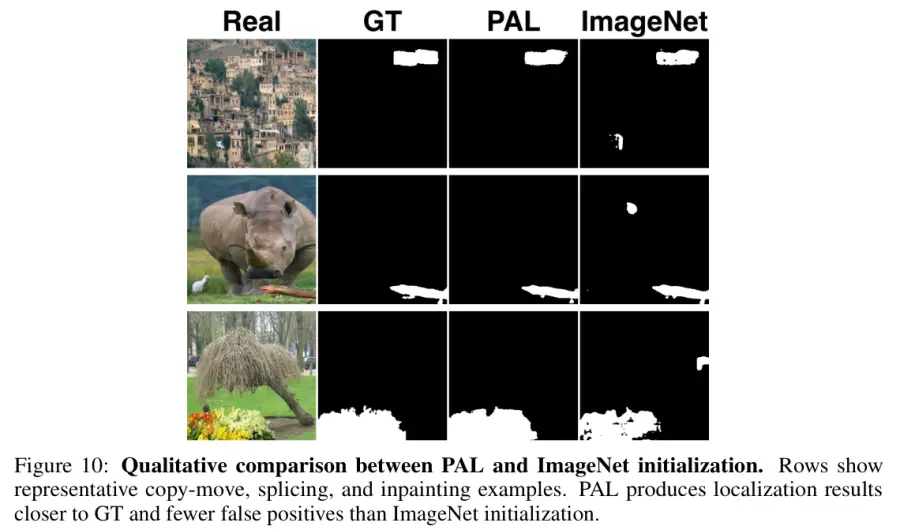 Real GT PAL ImageNet
Figure 10: Qualitative comparison between PAL and ImageNet initialization. Rows show
representative copy-move, splicing, and inpainting examples. PAL produces localization results
closer to GT and fewer false positives than ImageNet initialization.